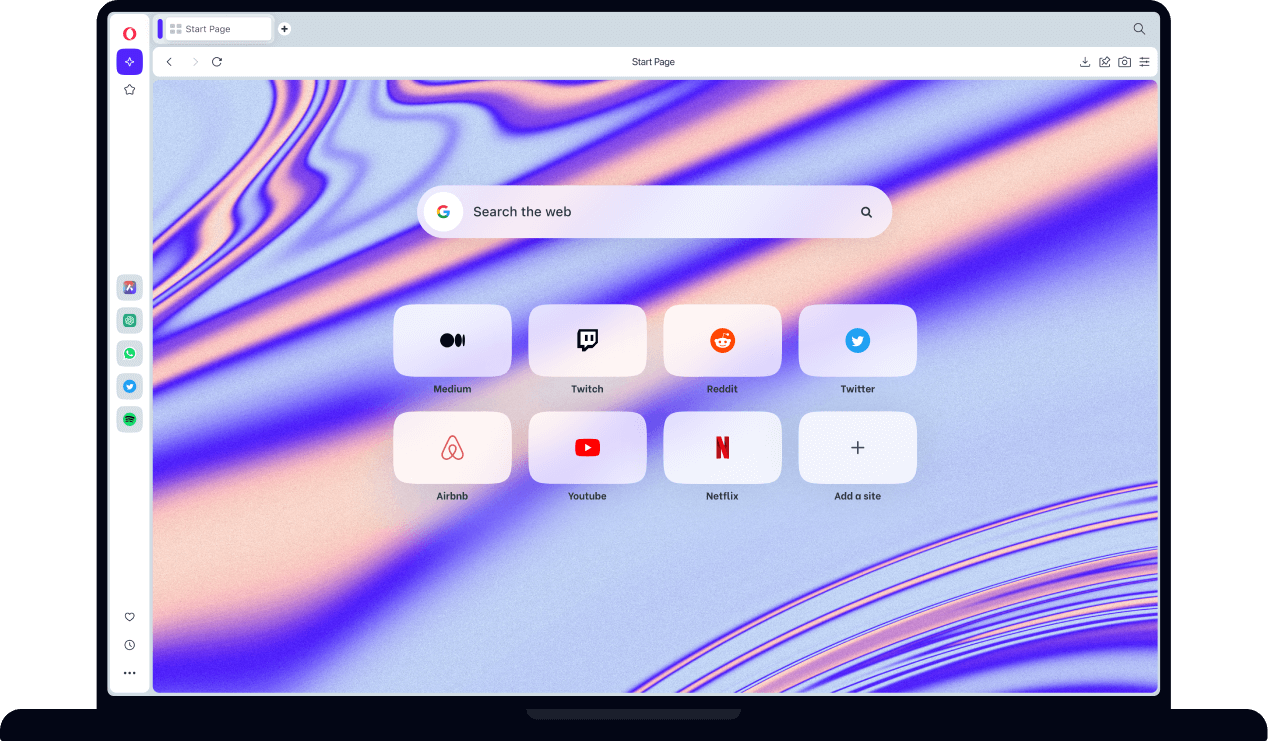 Start Page
Start Page
Search the web
Medium
Twitch
Reddit
Twitter
Airbnb
Youtube
Netflix
Add a site